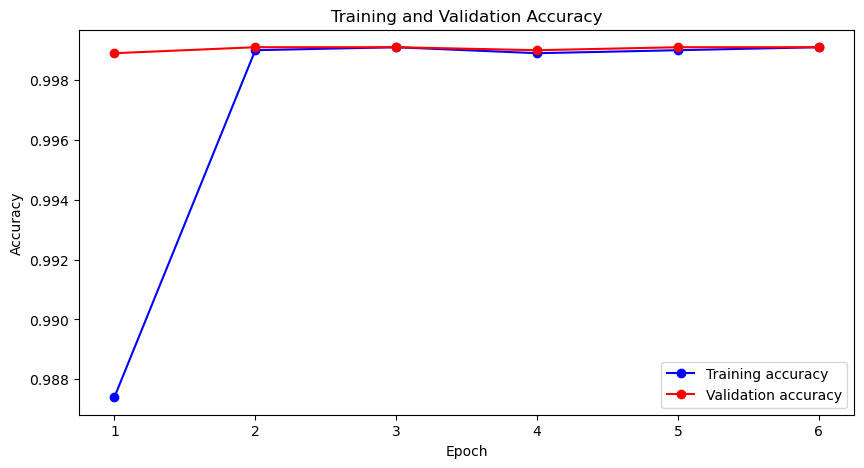 Training and Validation Accuracy
Accuracy
0.998
0.996
0.994
0.992
0.990
0.988
1 2 3 4 5 6
Epoch
Training accuracy
Validation accuracy